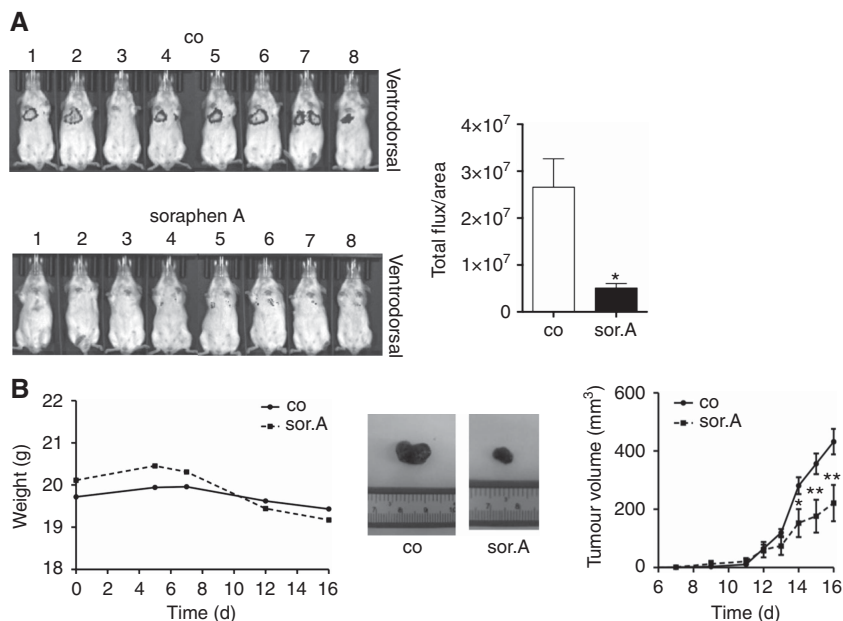 A
co
1 2 3 4 5 6 7 8
Ventrodorsal
soraphen A
1 2 3 4 5 6 7 8
Ventrodorsal
Total flux/area
4×10⁷
3×10⁷
2×10⁷
1×10⁷
0
*
co sor.A
B
Weight (g)
22
21
20
19
18
co
sor.A
0 2 4 6 8 10 12 14 16
Time (d)
co sor.A
Tumour volume (mm³)
600
400
200
0
co
sor.A
* ** **
6 8 10 12 14 16
Time (d)